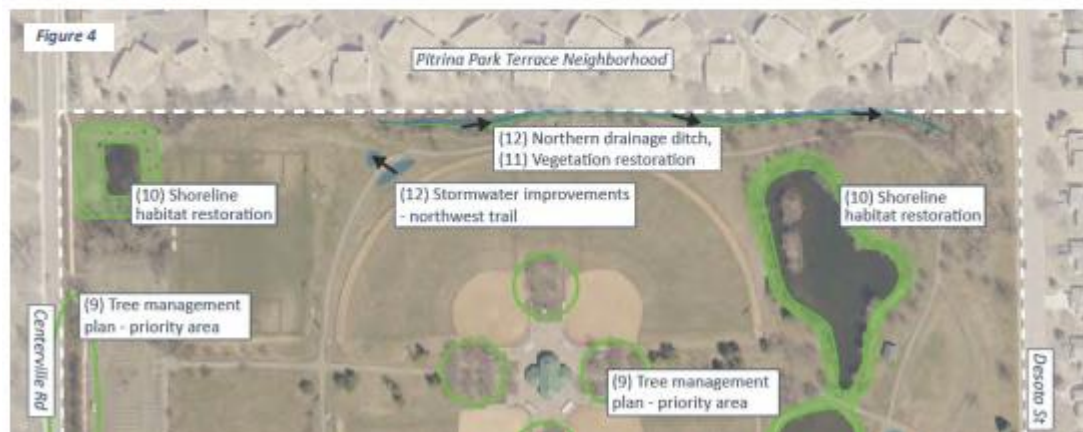 Figure 4
Pitrina Park Terrace Neighborhood
(12) Northern drainage ditch,
(11) Vegetation restoration
(10) Shoreline
habitat restoration
(12) Stormwater improvements
- northwest trail
(10) Shoreline
habitat restoration
(9) Tree management
plan - priority area
(9) Tree management
plan - priority area
Centerville Rd
Desoto St